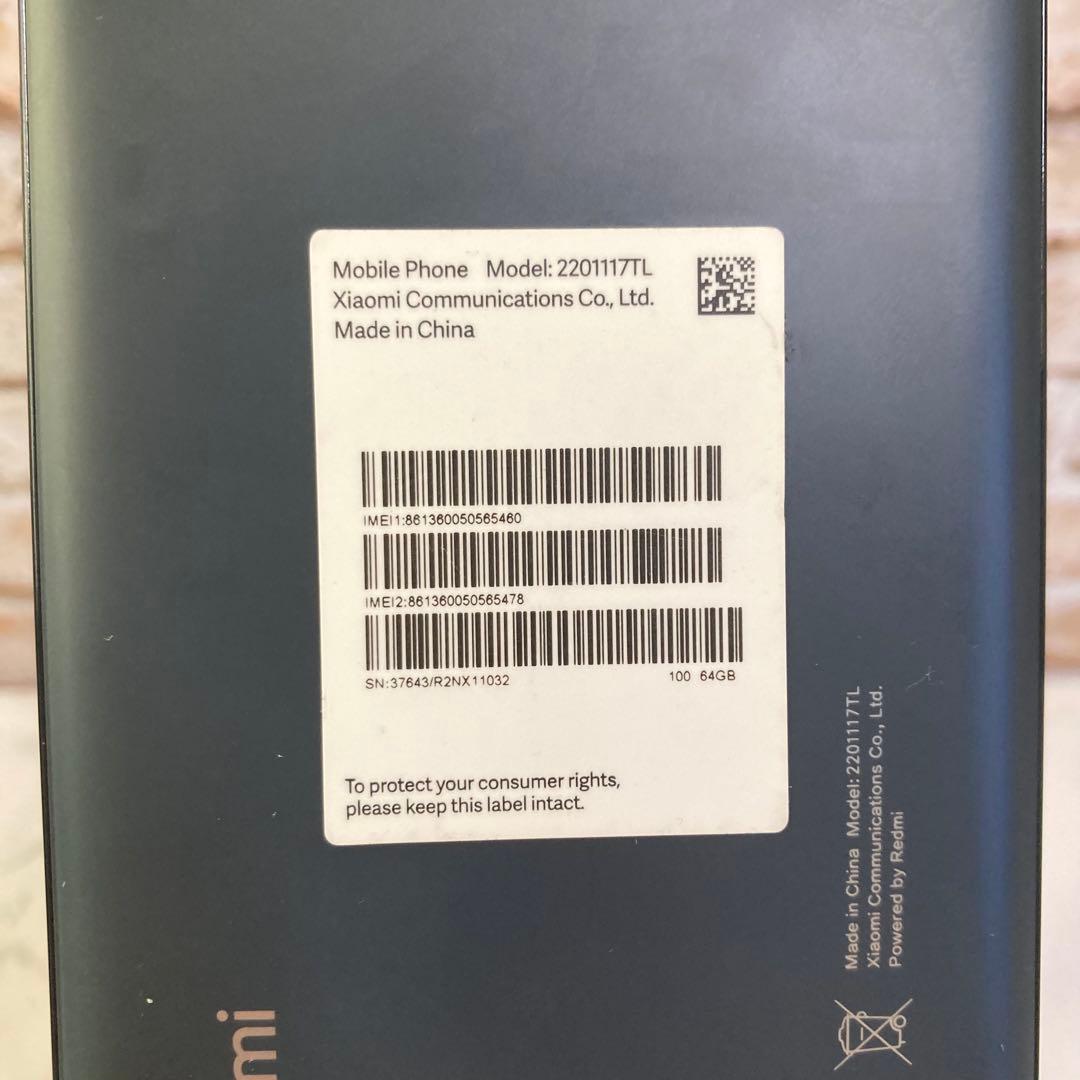 Mobile Phone Model: 2201117TL
Xiaomi Communications Co., Ltd.
Made in China
IMEI1:861360050565460
IMEI2:861360050565478
SN:37643/R2NX11032 100 64GB
To protect your consumer rights,
please keep this label intact.
Made in China Model: 2201117TL
Xiaomi Communications Co., Ltd.
Powered by Redmi
mi